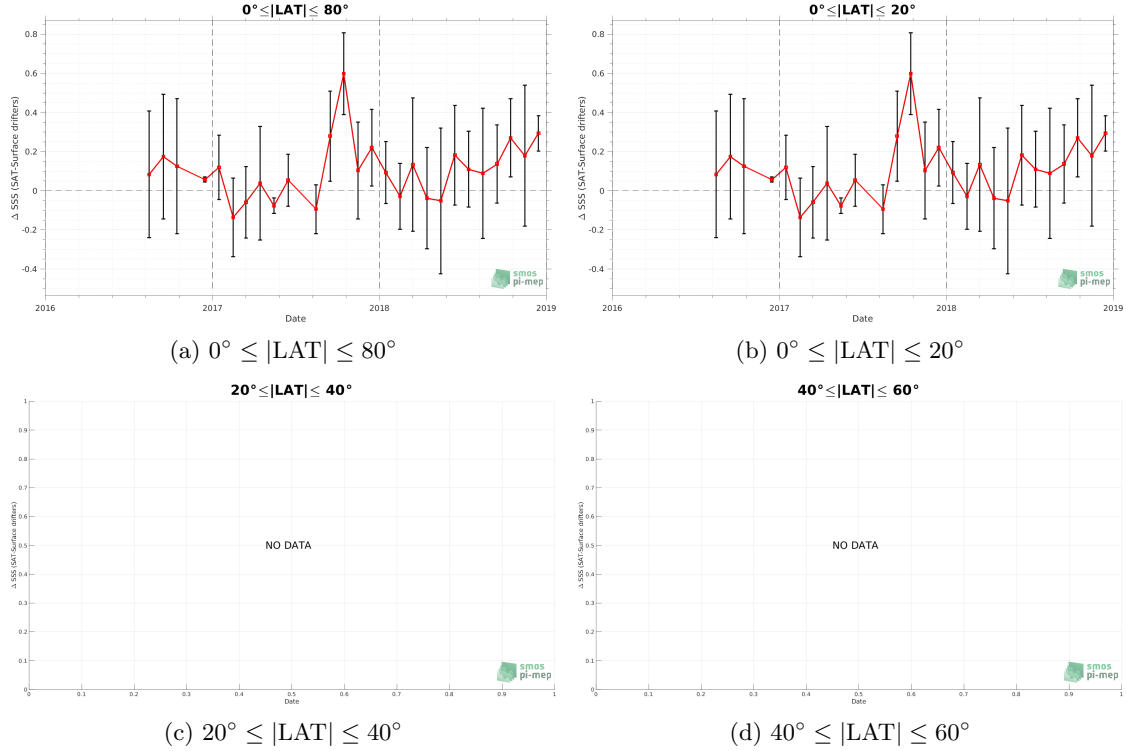 0°≤|LAT|≤ 80°
0.8
0.6
0.4
0.2
0
-0.2
-0.4
Δ SSS (SAT-Surface drifters)
2016
2017
2018
2019
Date
smos
pi-mep
(a) 0° ≤ |LAT| ≤ 80°
0°≤|LAT|≤ 20°
0.8
0.6
0.4
0.2
0
-0.2
-0.4
Δ SSS (SAT-Surface drifters)
2016
2017
2018
2019
Date
smos
pi-mep
(b) 0° ≤ |LAT| ≤ 20°
20°≤|LAT|≤ 40°
1
0.9
0.8
0.7
0.6
0.5
0.4
0.3
0.2
0.1
0
Δ SSS (SAT-Surface drifters)
NO DATA
0
0.1
0.2
0.3
0.4
0.5
0.6
0.7
0.8
0.9
1
Date
smos
pi-mep
(c) 20° ≤ |LAT| ≤ 40°
40°≤|LAT|≤ 60°
1
0.9
0.8
0.7
0.6
0.5
0.4
0.3
0.2
0.1
0
Δ SSS (SAT-Surface drifters)
NO DATA
0
0.1
0.2
0.3
0.4
0.5
0.6
0.7
0.8
0.9
1
Date
smos
pi-mep
(d) 40° ≤ |LAT| ≤ 60°